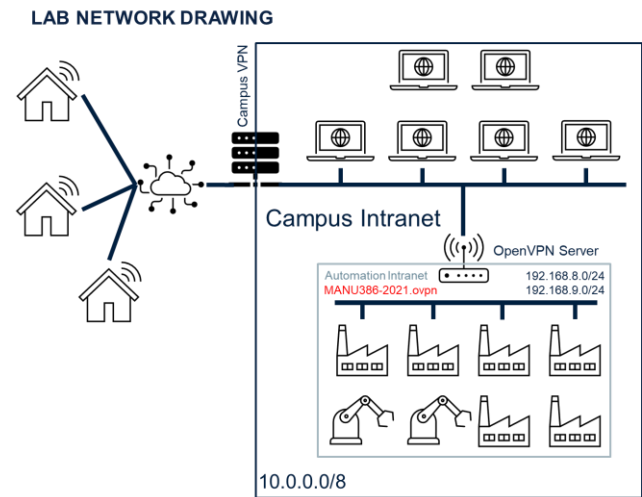 LAB NETWORK DRAWING
Campus VPN
Campus Intranet
OpenVPN Server
Automation Intranet 192.168.8.0/24
MANU386-2021.ovpn 192.168.9.0/24
10.0.0.0/8